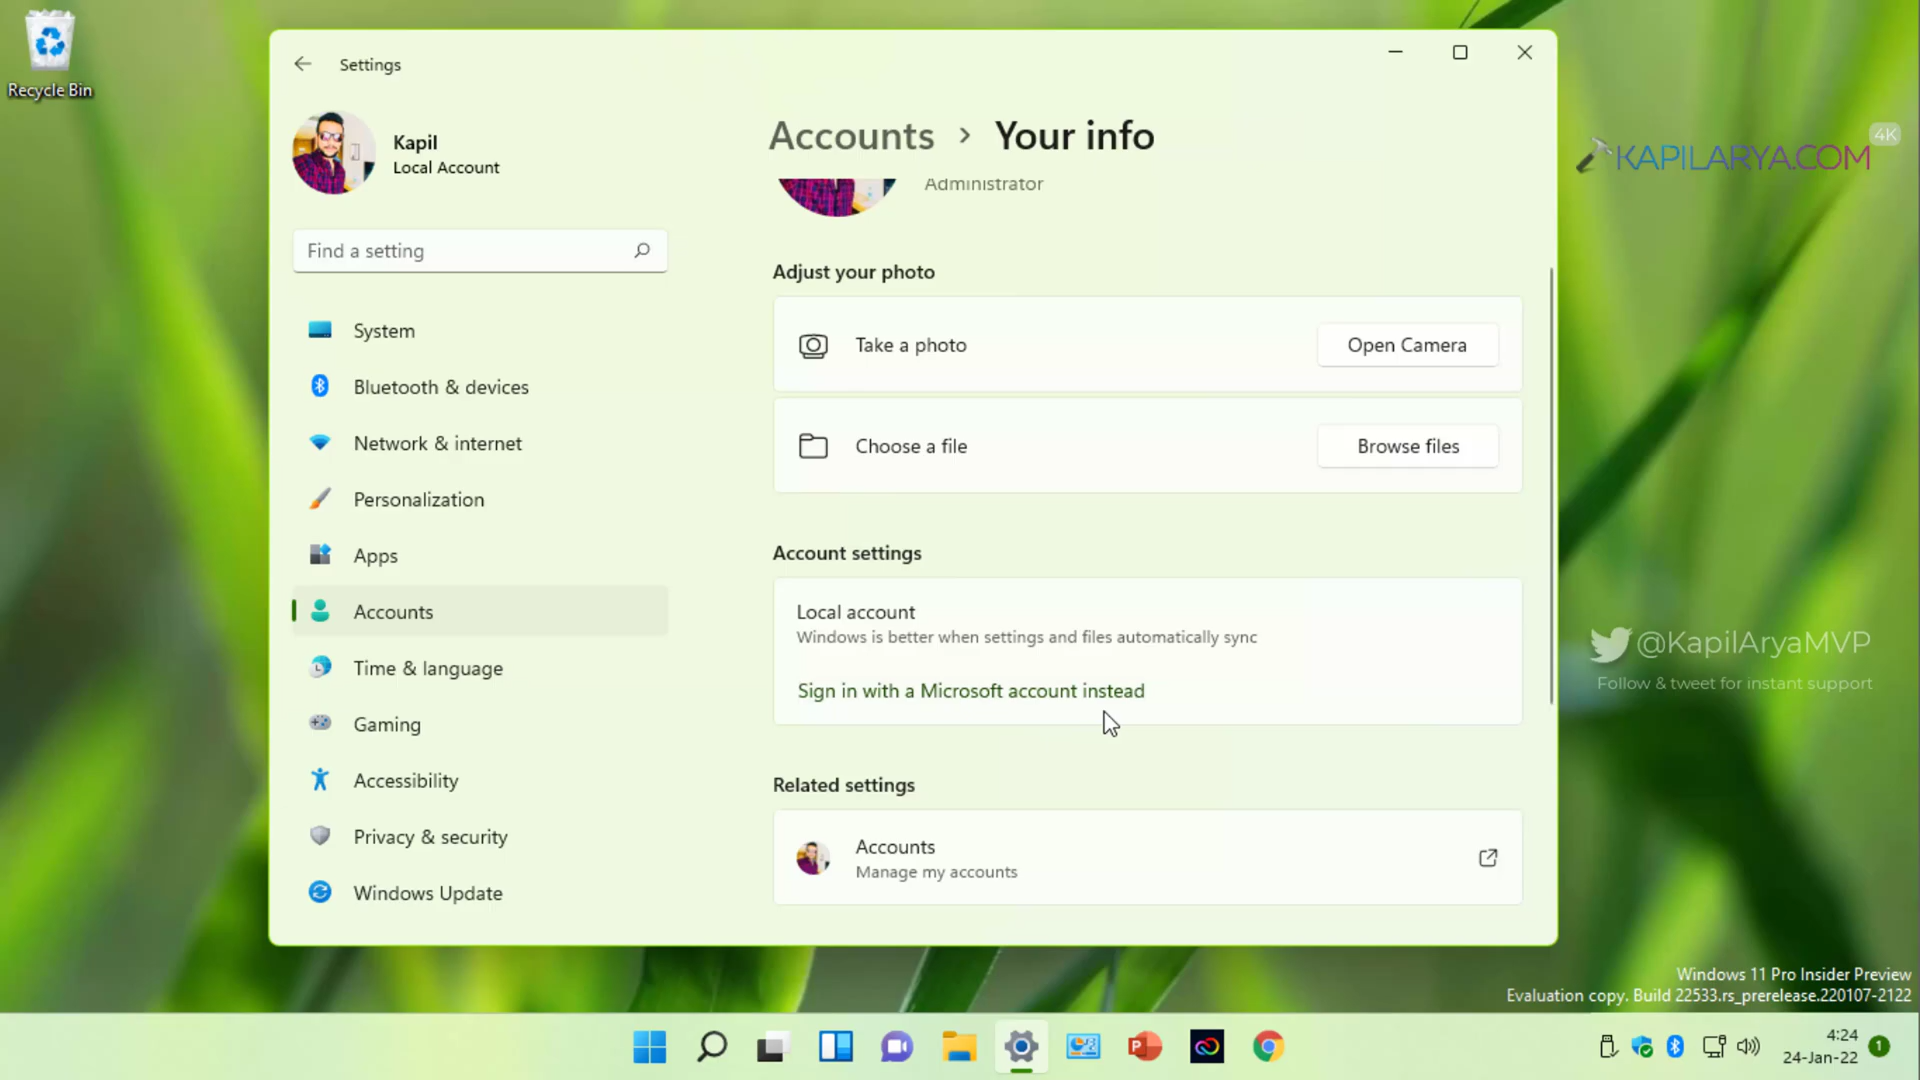 Recycle Bin
Settings
Kapil
Local Account
Find a setting
System
Bluetooth & devices
Network & internet
Personalization
Apps
Accounts
Time & language
Gaming
Accessibility
Privacy & security
Windows Update
Accounts > Your info
Administrator
Adjust your photo
Take a photo
Open Camera
Choose a file
Browse files
Account settings
Local account
Windows is better when settings and files automatically sync
Sign in with a Microsoft account instead
Related settings
Accounts
Manage my accounts
4K
KAPILARYA.COM
@KapilAryaMVP
Follow & tweet for instant support
Windows 11 Pro Insider Preview
Evaluation copy. Build 22533.rs_prerelease.220107-2122
P
4:24
24-Jan-22
1